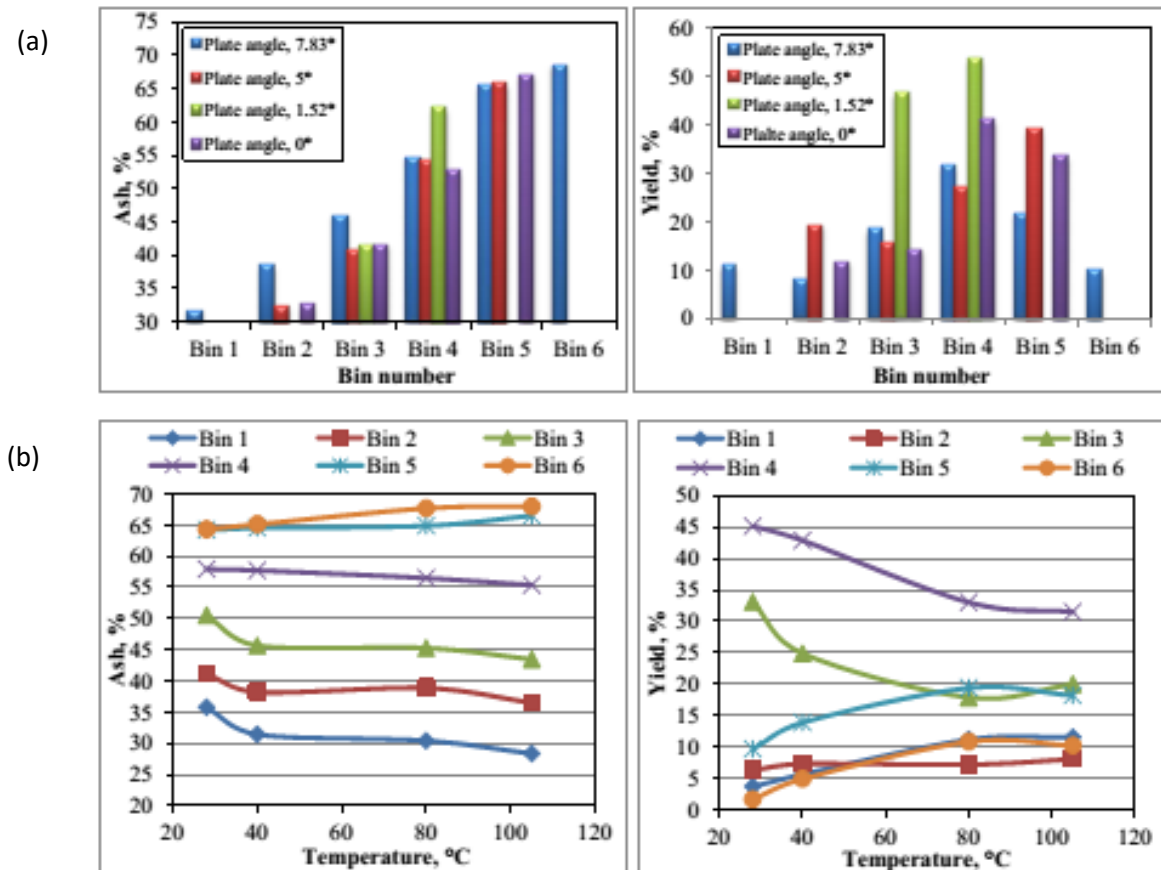 (a)
75
70
65
60
55
50
45
40
35
30
Ash, %
Plate angle, 7.83*
Plate angle, 5*
Plate angle, 1.52*
Plate angle, 0*
Bin 1 Bin 2 Bin 3 Bin 4 Bin 5 Bin 6
Bin number
60
50
40
30
20
10
0
Yield, %
Plate angle, 7.83*
Plate angle, 5*
Plate angle, 1.52*
Plalte angle, 0*
Bin 1 Bin 2 Bin 3 Bin 4 Bin 5 Bin 6
Bin number
(b)
Bin 1 Bin 2 Bin 3
Bin 4 Bin 5 Bin 6
70
65
60
55
50
45
40
35
30
25
20
Ash, %
20 40 60 80 100 120
Temperature, °C
Bin 1 Bin 2 Bin 3
Bin 4 Bin 5 Bin 6
50
45
40
35
30
25
20
15
10
5
0
Yield, %
20 40 60 80 100 120
Temperature, °C